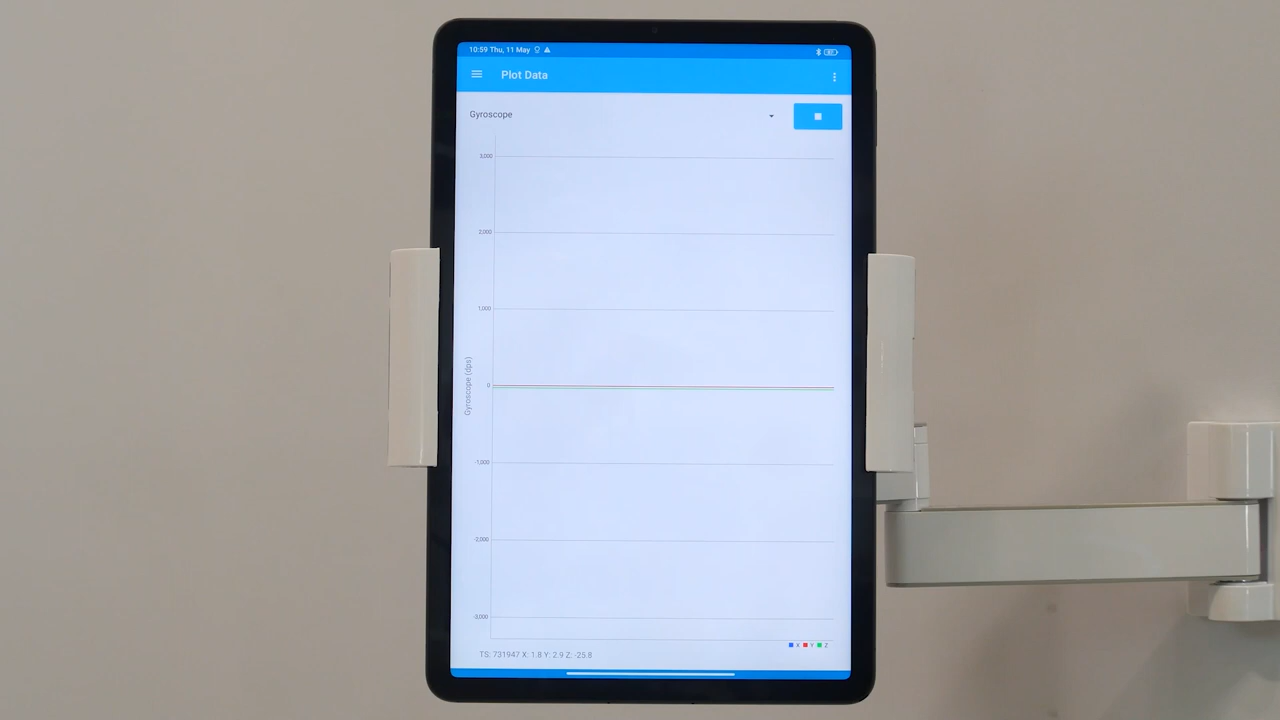 10:59 Thu, 11 May
87
Plot Data
Gyroscope
3,000
2,000
1,000
0
-1,000
-2,000
-3,000
Gyroscope (dps)
X Y Z
TS: 731947 X: 1.8 Y: 2.9 Z: -25.8